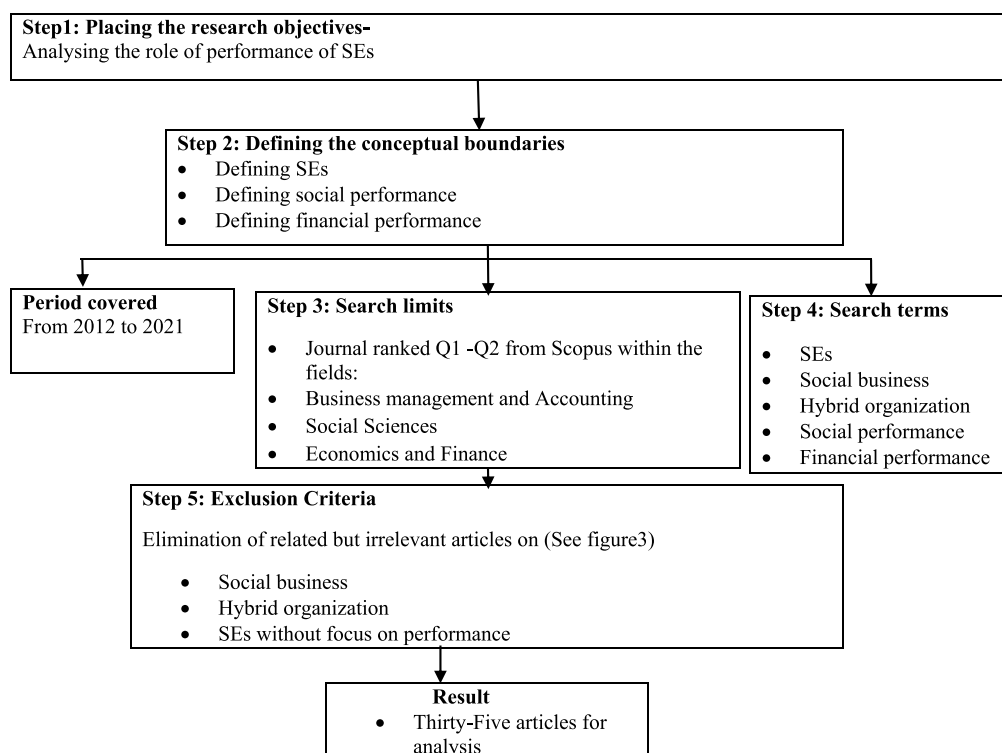 Step1: Placing the research objectives-
Analysing the role of performance of SEs
Step 2: Defining the conceptual boundaries
• Defining SEs
• Defining social performance
• Defining financial performance
Period covered
From 2012 to 2021
Step 3: Search limits
• Journal ranked Q1 -Q2 from Scopus within the
fields:
• Business management and Accounting
• Social Sciences
• Economics and Finance
Step 4: Search terms
• SEs
• Social business
• Hybrid organization
• Social performance
• Financial performance
Step 5: Exclusion Criteria
Elimination of related but irrelevant articles on (See figure3)
• Social business
• Hybrid organization
• SEs without focus on performance
Result
• Thirty-Five articles for
analysis